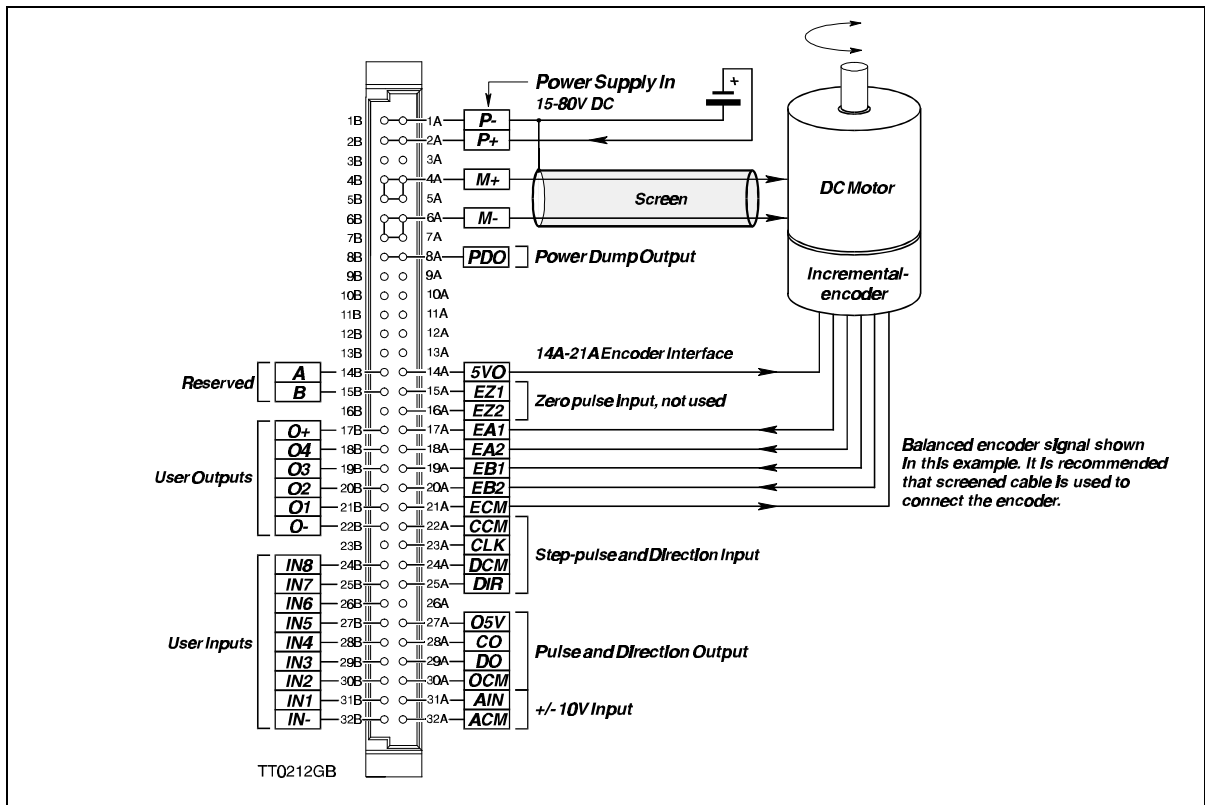 Power Supply In
15-80V DC
+
1B 1A P-
2B 2A P+
3B 3A
4B 4A M+
5B 5A
6B 6A M-
7B 7A
Screen
DC Motor
8B 8A PDO Power Dump Output
9B 9A
Incremental-
encoder
10B 10A
11B 11A
12B 12A
13B 13A
14A-21A Encoder Interface
Reserved
A 14B 14A 5VO
B 15B 15A EZ1
16B 16A EZ2
Zero pulse Input, not used
User Outputs
O+ 17B 17A EA1
O4 18B 18A EA2
O3 19B 19A EB1
O2 20B 20A EB2
O1 21B 21A ECM
O- 22B 22A CCM
Balanced encoder signal shown
In this example. It is recommended
that screened cable is used to
connect the encoder.
23B 23A CLK
Step-pulse and Direction Input
User Inputs
IN8 24B 24A DCM
IN7 25B 25A DIR
IN6 26B 26A
IN5 27B 27A O5V
IN4 28B 28A CO
IN3 29B 29A DO
IN2 30B 30A OCM
Pulse and Direction Output
IN1 31B 31A AIN
IN- 32B 32A ACM
+/- 10V Input
TT0212GB